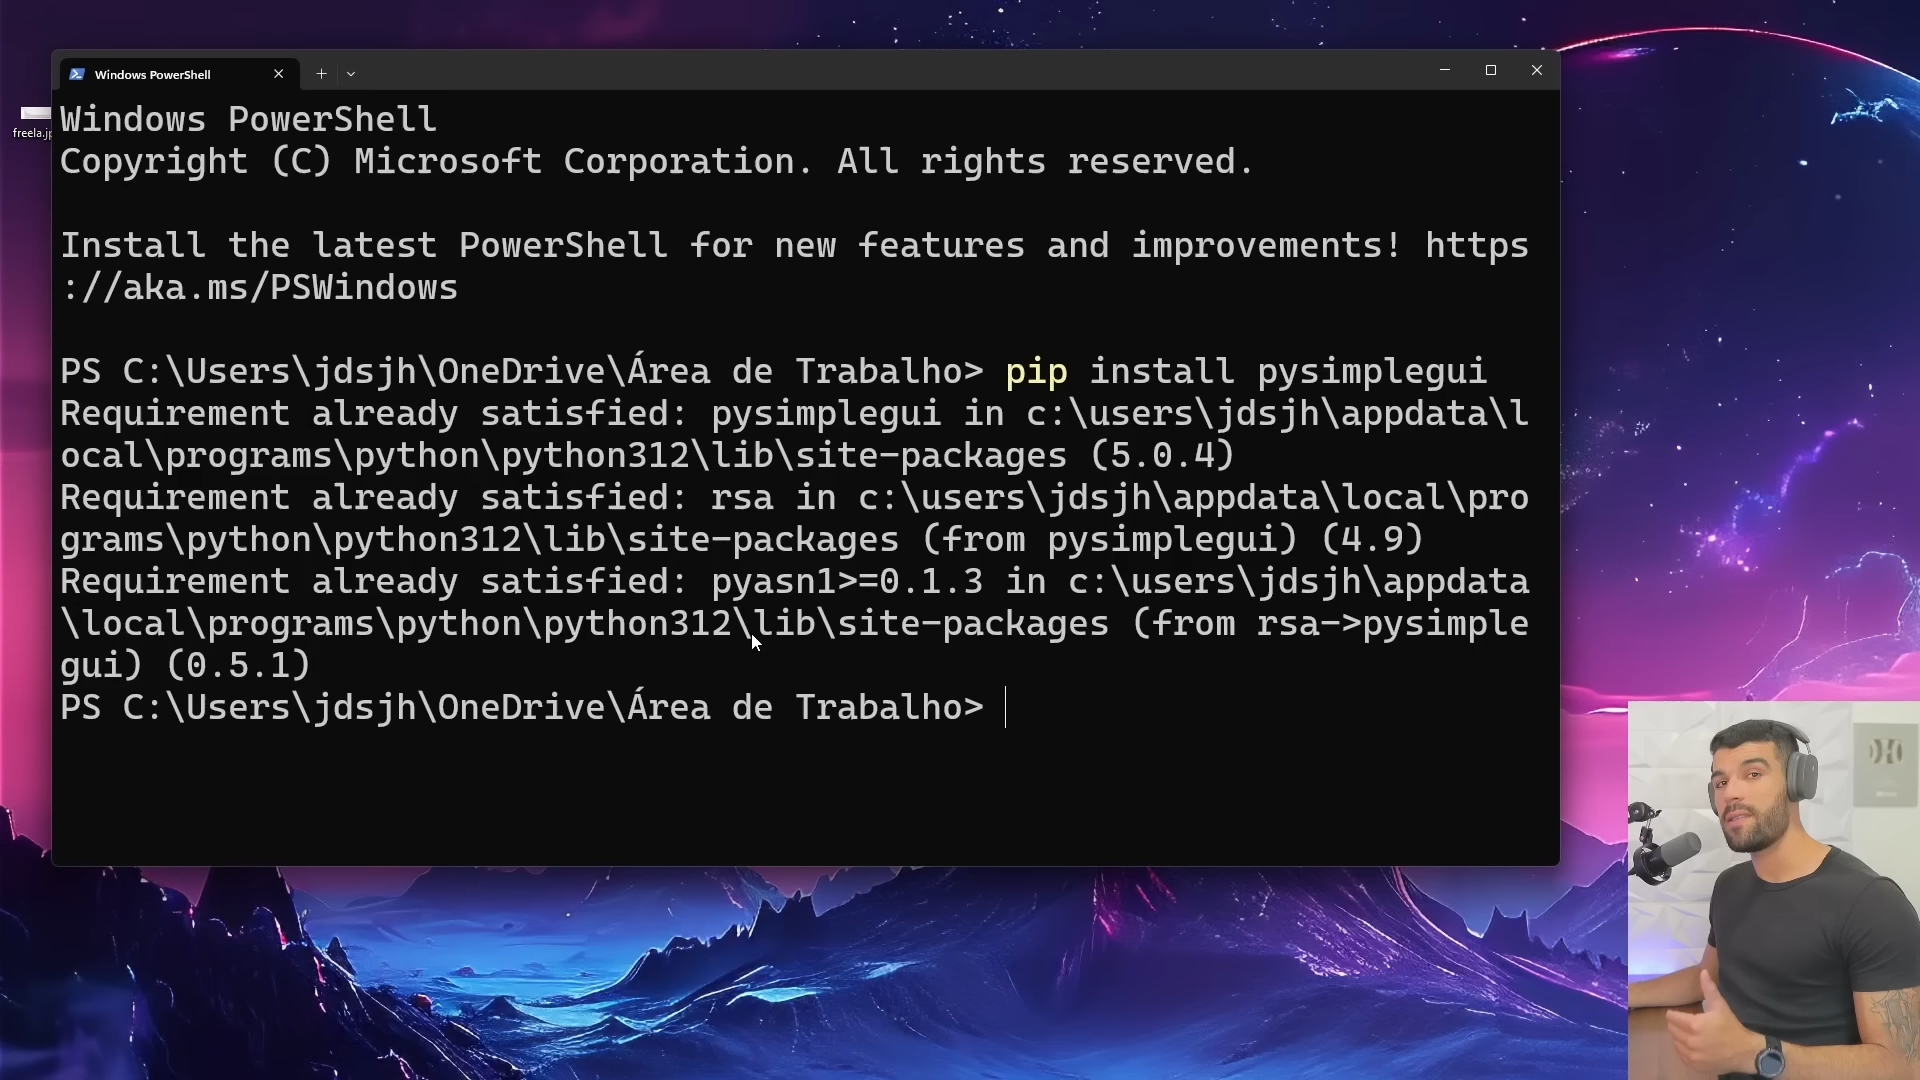 Windows PowerShell
freela.jp
Windows PowerShell
Copyright (C) Microsoft Corporation. All rights reserved.
Install the latest PowerShell for new features and improvements! https
://aka.ms/PSWindows
PS C:\Users\jdsjh\OneDrive\Área de Trabalho> pip install pysimplegui
Requirement already satisfied: pysimplegui in c:\users\jdsjh\appdata\l
ocal\programs\python\python312\lib\site-packages (5.0.4)
Requirement already satisfied: rsa in c:\users\jdsjh\appdata\local\pro
grams\python\python312\lib\site-packages (from pysimplegui) (4.9)
Requirement already satisfied: pyasn1>=0.1.3 in c:\users\jdsjh\appdata
\local\programs\python\python312\lib\site-packages (from rsa->pysimple
gui) (0.5.1)
PS C:\Users\jdsjh\OneDrive\Área de Trabalho>